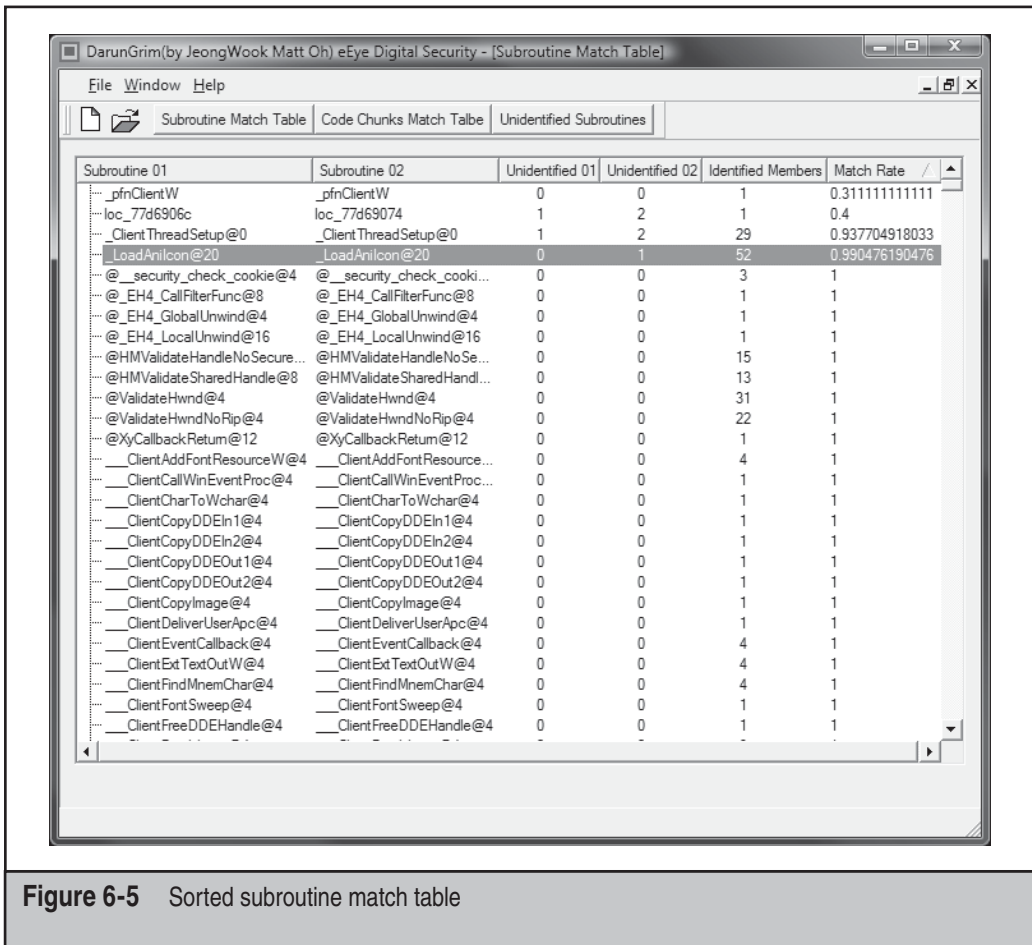 DarunGrim(by JeongWook Matt Oh) eEye Digital Security - [Subroutine Match Table]
File Window Help
Subroutine Match Table Code Chunks Match Talbe Unidentified Subroutines
Subroutine 01 Subroutine 02 Unidentified 01 Unidentified 02 Identified Members Match Rate
_pfnClientW _pfnClientW 0 0 1 0.311111111111
loc_77d6906c loc_77d69074 1 2 1 0.4
_ClientThreadSetup@0 _ClientThreadSetup@0 1 2 29 0.937704918033
_LoadAniIcon@20 _LoadAniIcon@20 0 1 52 0.990476190476
@__security_check_cookie@4 @__security_check_cooki... 0 0 3 1
@_EH4_CallFilterFunc@8 @_EH4_CallFilterFunc@8 0 0 1 1
@_EH4_GlobalUnwind@4 @_EH4_GlobalUnwind@4 0 0 1 1
@_EH4_LocalUnwind@16 @_EH4_LocalUnwind@16 0 0 1 1
@HMValidateHandleNoSecure... @HMValidateHandleNoSe... 0 0 15 1
@HMValidateSharedHandle@8 @HMValidateSharedHandl... 0 0 13 1
@ValidateHwnd@4 @ValidateHwnd@4 0 0 31 1
@ValidateHwndNoRip@4 @ValidateHwndNoRip@4 0 0 22 1
@XyCallbackReturn@12 @XyCallbackReturn@12 0 0 1 1
___ClientAddFontResourceW@4 ___ClientAddFontResource... 0 0 4 1
___ClientCallWinEventProc@4 ___ClientCallWinEventProc... 0 0 1 1
___ClientCharToWchar@4 ___ClientCharToWchar@4 0 0 1 1
___ClientCopyDDEIn1@4 ___ClientCopyDDEIn1@4 0 0 1 1
___ClientCopyDDEIn2@4 ___ClientCopyDDEIn2@4 0 0 1 1
___ClientCopyDDEOut1@4 ___ClientCopyDDEOut1@4 0 0 1 1
___ClientCopyDDEOut2@4 ___ClientCopyDDEOut2@4 0 0 1 1
___ClientCopyImage@4 ___ClientCopyImage@4 0 0 1 1
___ClientDeliverUserApc@4 ___ClientDeliverUserApc@4 0 0 1 1
___ClientEventCallback@4 ___ClientEventCallback@4 0 0 4 1
___ClientExtTextOutW@4 ___ClientExtTextOutW@4 0 0 4 1
___ClientFindMnemChar@4 ___ClientFindMnemChar@4 0 0 4 1
___ClientFontSweep@4 ___ClientFontSweep@4 0 0 1 1
___ClientFreeDDEHandle@4 ___ClientFreeDDEHandle@4 0 0 1 1
Figure 6-5 Sorted subroutine match table